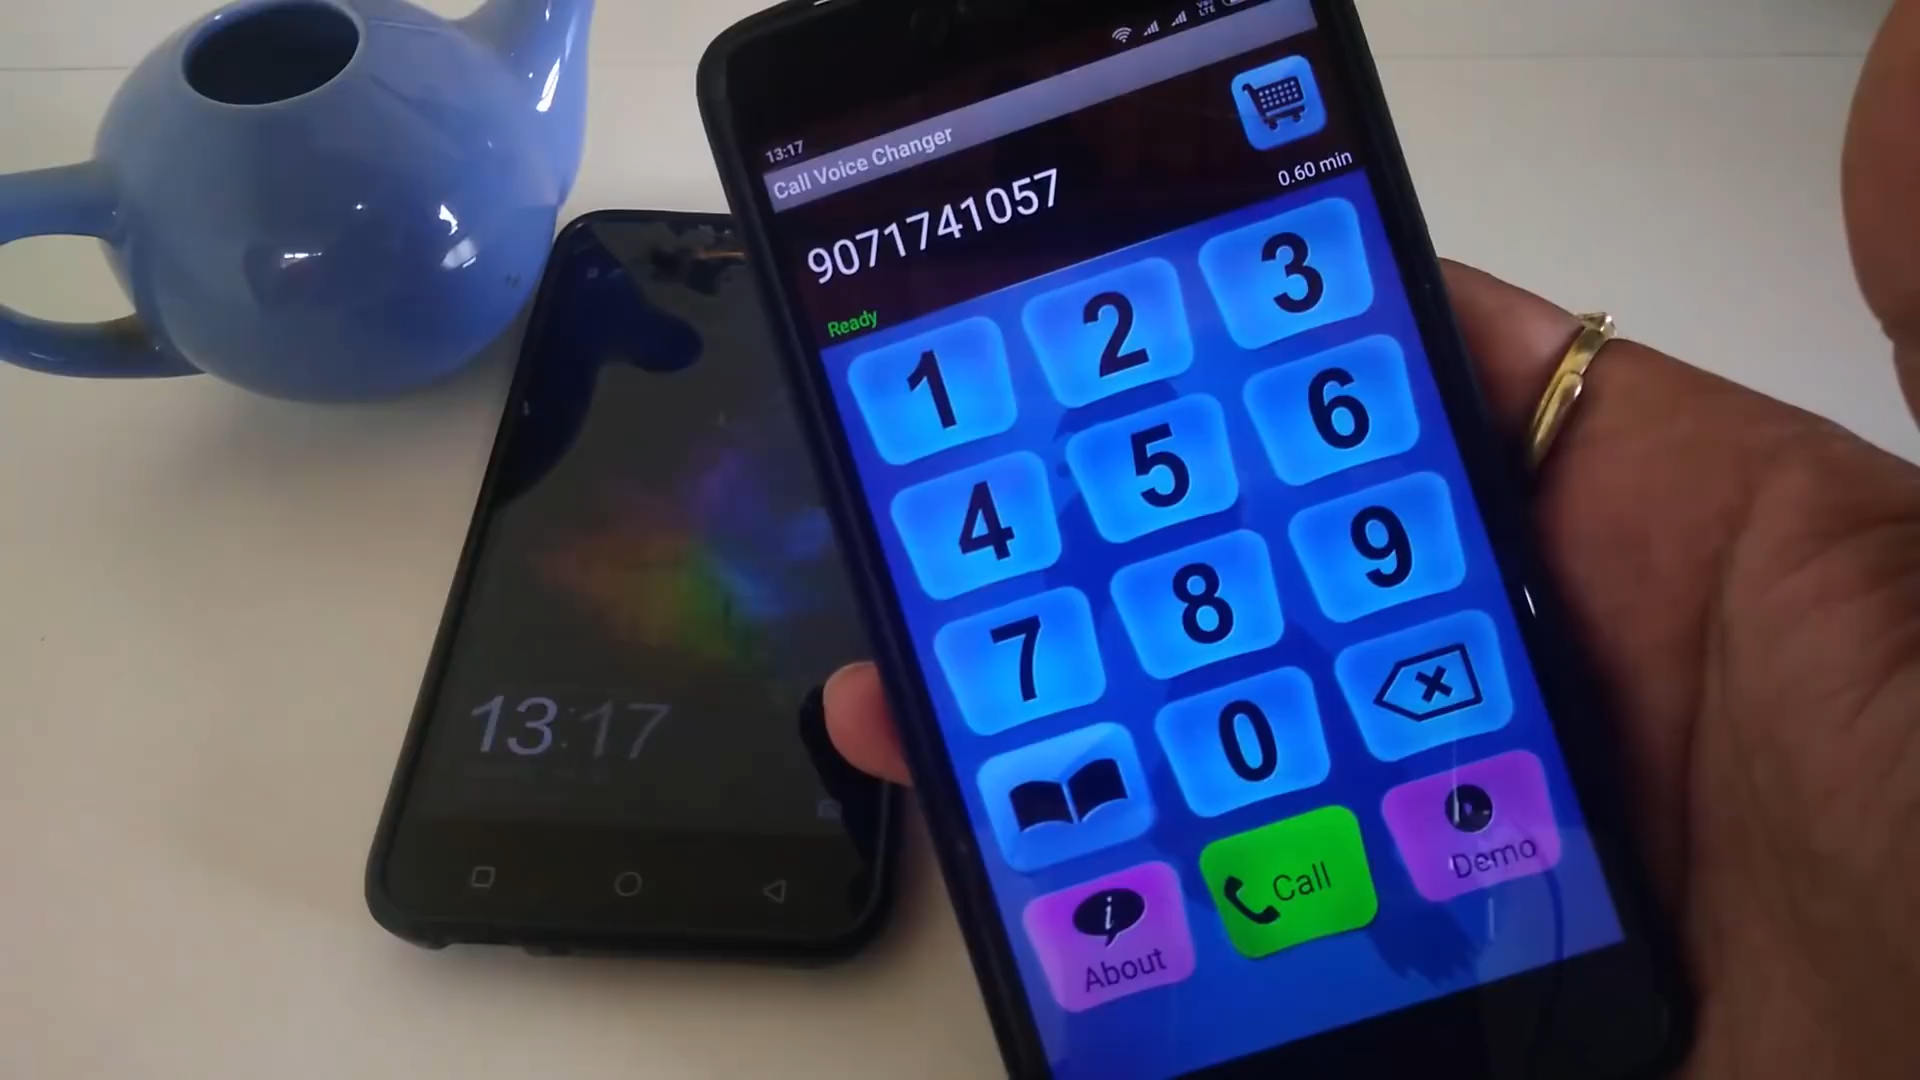 13:17
VoLTE
Call Voice Changer
9071741057
0.60 min
Ready
1 2 3
4 5 6
7 8 9
0
Call
Demo
About
13:17